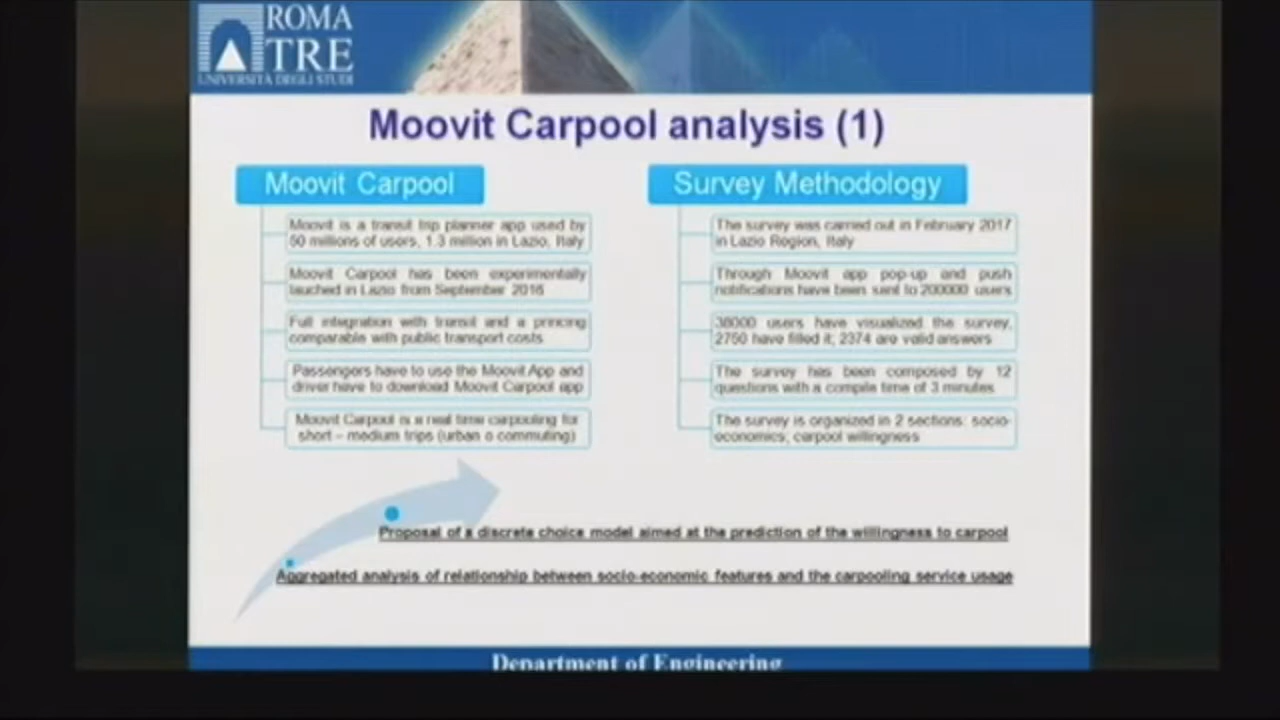 ROMA
TRE
UNIVERSITÀ DEGLI STUDI
Moovit Carpool analysis (1)
Moovit Carpool
Moovit is a transit trip planner app used by
50 millions of users, 1.3 million in Lazio, Italy
Moovit Carpool has been experimentally
lauched in Lazio from September 2016
Full integration with transit and a princing
comparable with public transport costs
Passengers have to use the Moovit App and
driver have to download Moovit Carpool app
Moovit Carpool is a real time carpooling for
short – medium trips (urban o commuting)
Survey Methodology
The survey was carried out in February 2017
in Lazio Region, Italy
Through Moovit app pop-up and push
notifications have been sent to 200000 users
36000 users have visualized the survey,
2750 have filled it; 2374 are valid answers
The survey has been composed by 12
questions with a compile time of 3 minutes
The survey is organized in 2 sections: socio-
economics; carpool willingness
Proposal of a discrete choice model aimed at the prediction of the willingness to carpool
Aggregated analysis of relationship between socio-economic features and the carpooling service usage
Department of Engineering